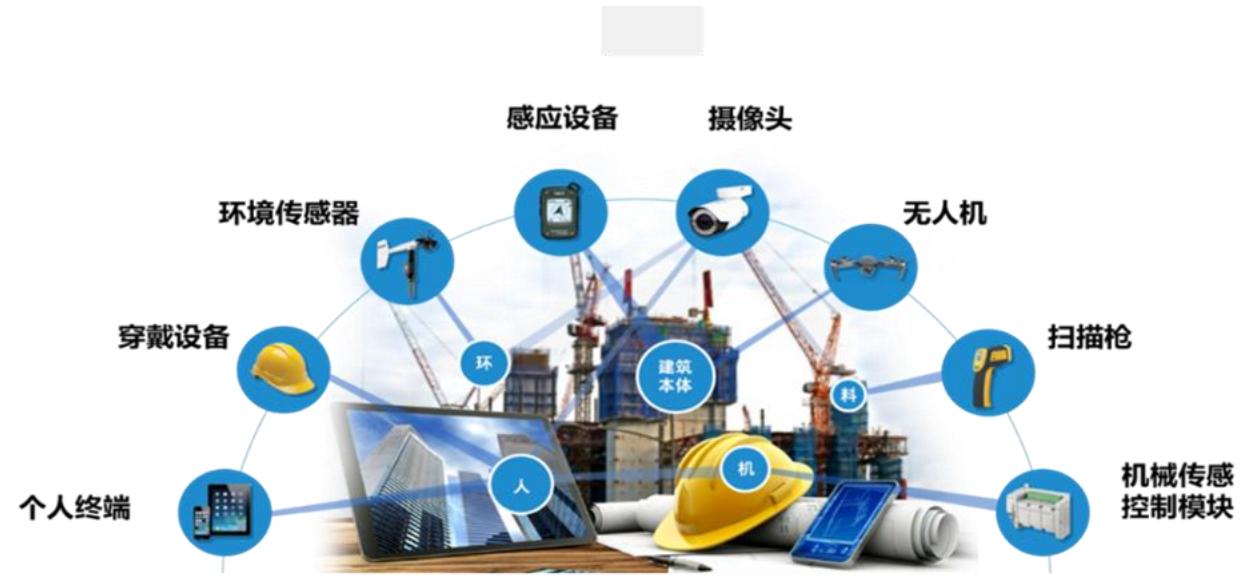 感应设备
摄像头
环境传感器
无人机
穿戴设备
扫描枪
环
建筑
本体
料
人
机
个人终端
机械传感
控制模块